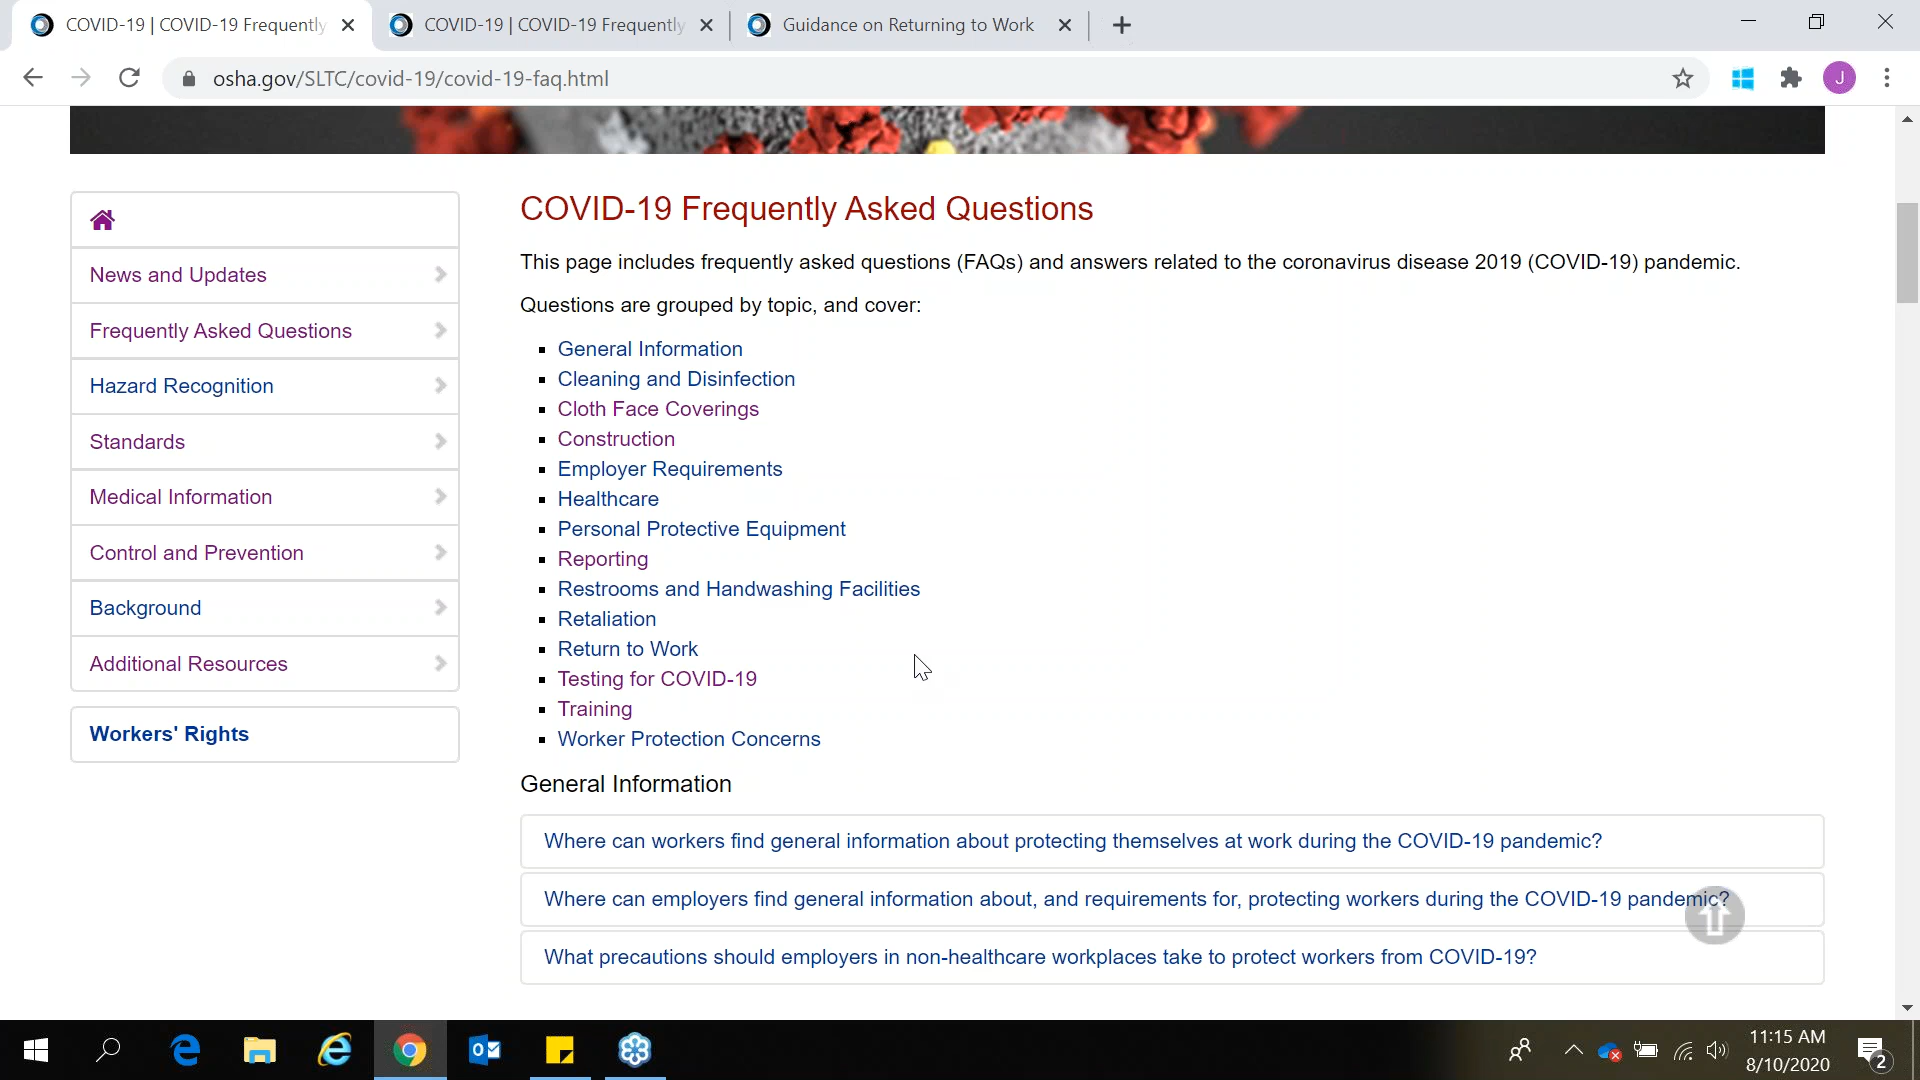 COVID-19 | COVID-19 Frequently
COVID-19 | COVID-19 Frequently
Guidance on Returning to Work
osha.gov/SLTC/covid-19/covid-19-faq.html
J
News and Updates
Frequently Asked Questions
Hazard Recognition
Standards
Medical Information
Control and Prevention
Background
Additional Resources
Workers' Rights
COVID-19 Frequently Asked Questions
This page includes frequently asked questions (FAQs) and answers related to the coronavirus disease 2019 (COVID-19) pandemic.
Questions are grouped by topic, and cover:
General Information
Cleaning and Disinfection
Cloth Face Coverings
Construction
Employer Requirements
Healthcare
Personal Protective Equipment
Reporting
Restrooms and Handwashing Facilities
Retaliation
Return to Work
Testing for COVID-19
Training
Worker Protection Concerns
General Information
Where can workers find general information about protecting themselves at work during the COVID-19 pandemic?
Where can employers find general information about, and requirements for, protecting workers during the COVID-19 pandemic?
What precautions should employers in non-healthcare workplaces take to protect workers from COVID-19?
11:15 AM
8/10/2020
2